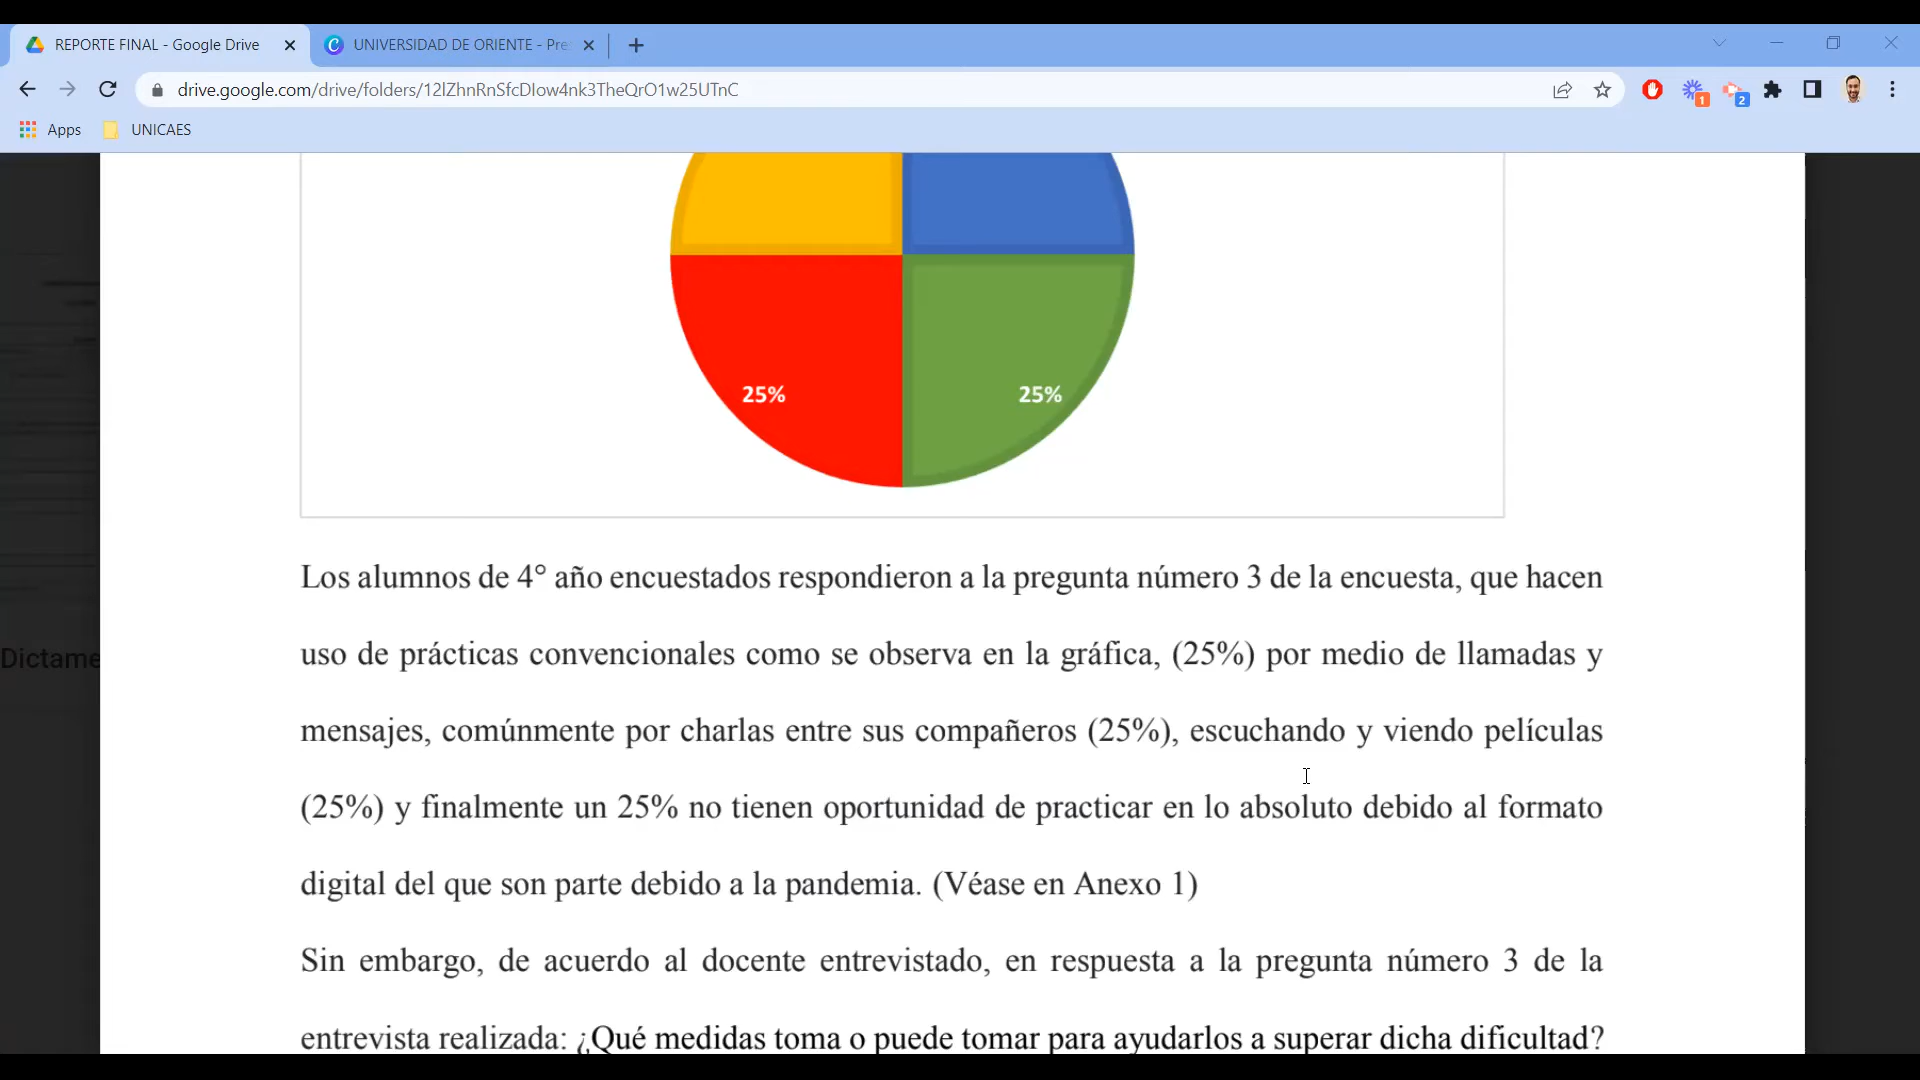 REPORTE FINAL - Google Drive
UNIVERSIDAD DE ORIENTE - Pre
drive.google.com/drive/folders/12lZhnRnSfcDIow4nk3TheQrO1w25UTnC
1
2
Apps
UNICAES
25%
25%
Dictame
Los alumnos de 4° año encuestados respondieron a la pregunta número 3 de la encuesta, que hacen
uso de prácticas convencionales como se observa en la gráfica, (25%) por medio de llamadas y
mensajes, comúnmente por charlas entre sus compañeros (25%), escuchando y viendo películas
(25%) y finalmente un 25% no tienen oportunidad de practicar en lo absoluto debido al formato
digital del que son parte debido a la pandemia. (Véase en Anexo 1)
Sin embargo, de acuerdo al docente entrevistado, en respuesta a la pregunta número 3 de la
entrevista realizada: ¿Qué medidas toma o puede tomar para ayudarlos a superar dicha dificultad?